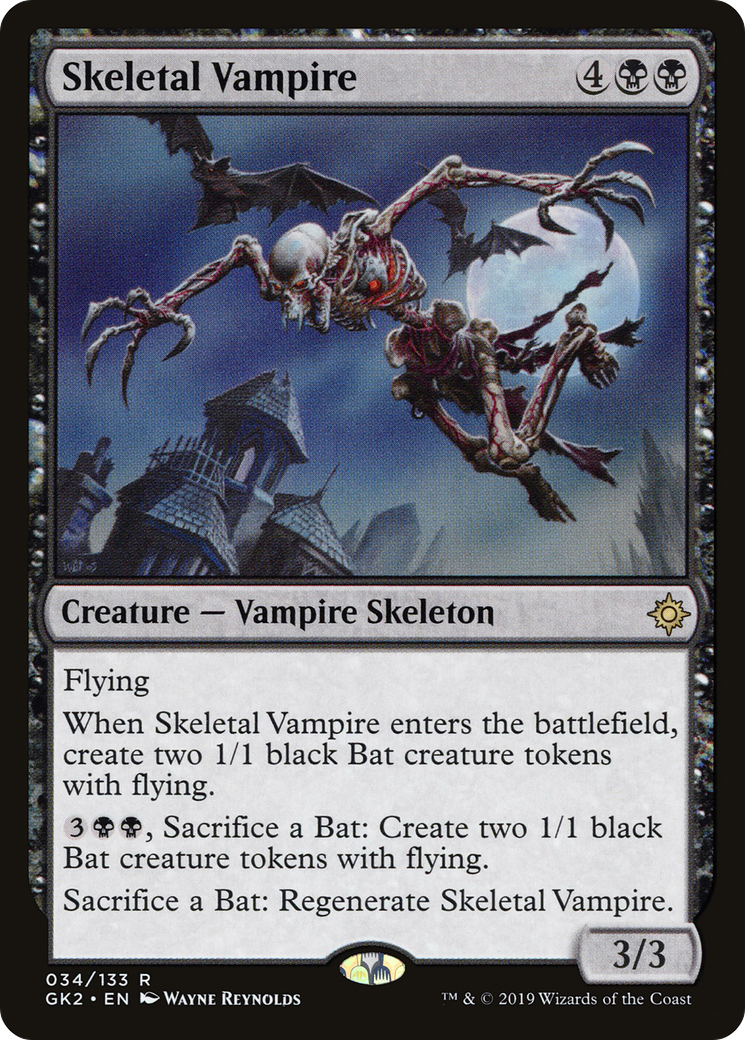 Skeletal Vampire 4
Creature — Vampire Skeleton
Flying
When Skeletal Vampire enters the battlefield,
create two 1/1 black Bat creature tokens
with flying.
3, Sacrifice a Bat: Create two 1/1 black
Bat creature tokens with flying.
Sacrifice a Bat: Regenerate Skeletal Vampire.
3/3
034/133 R
GK2 • EN Wayne Reynolds
™ & © 2019 Wizards of the Coast